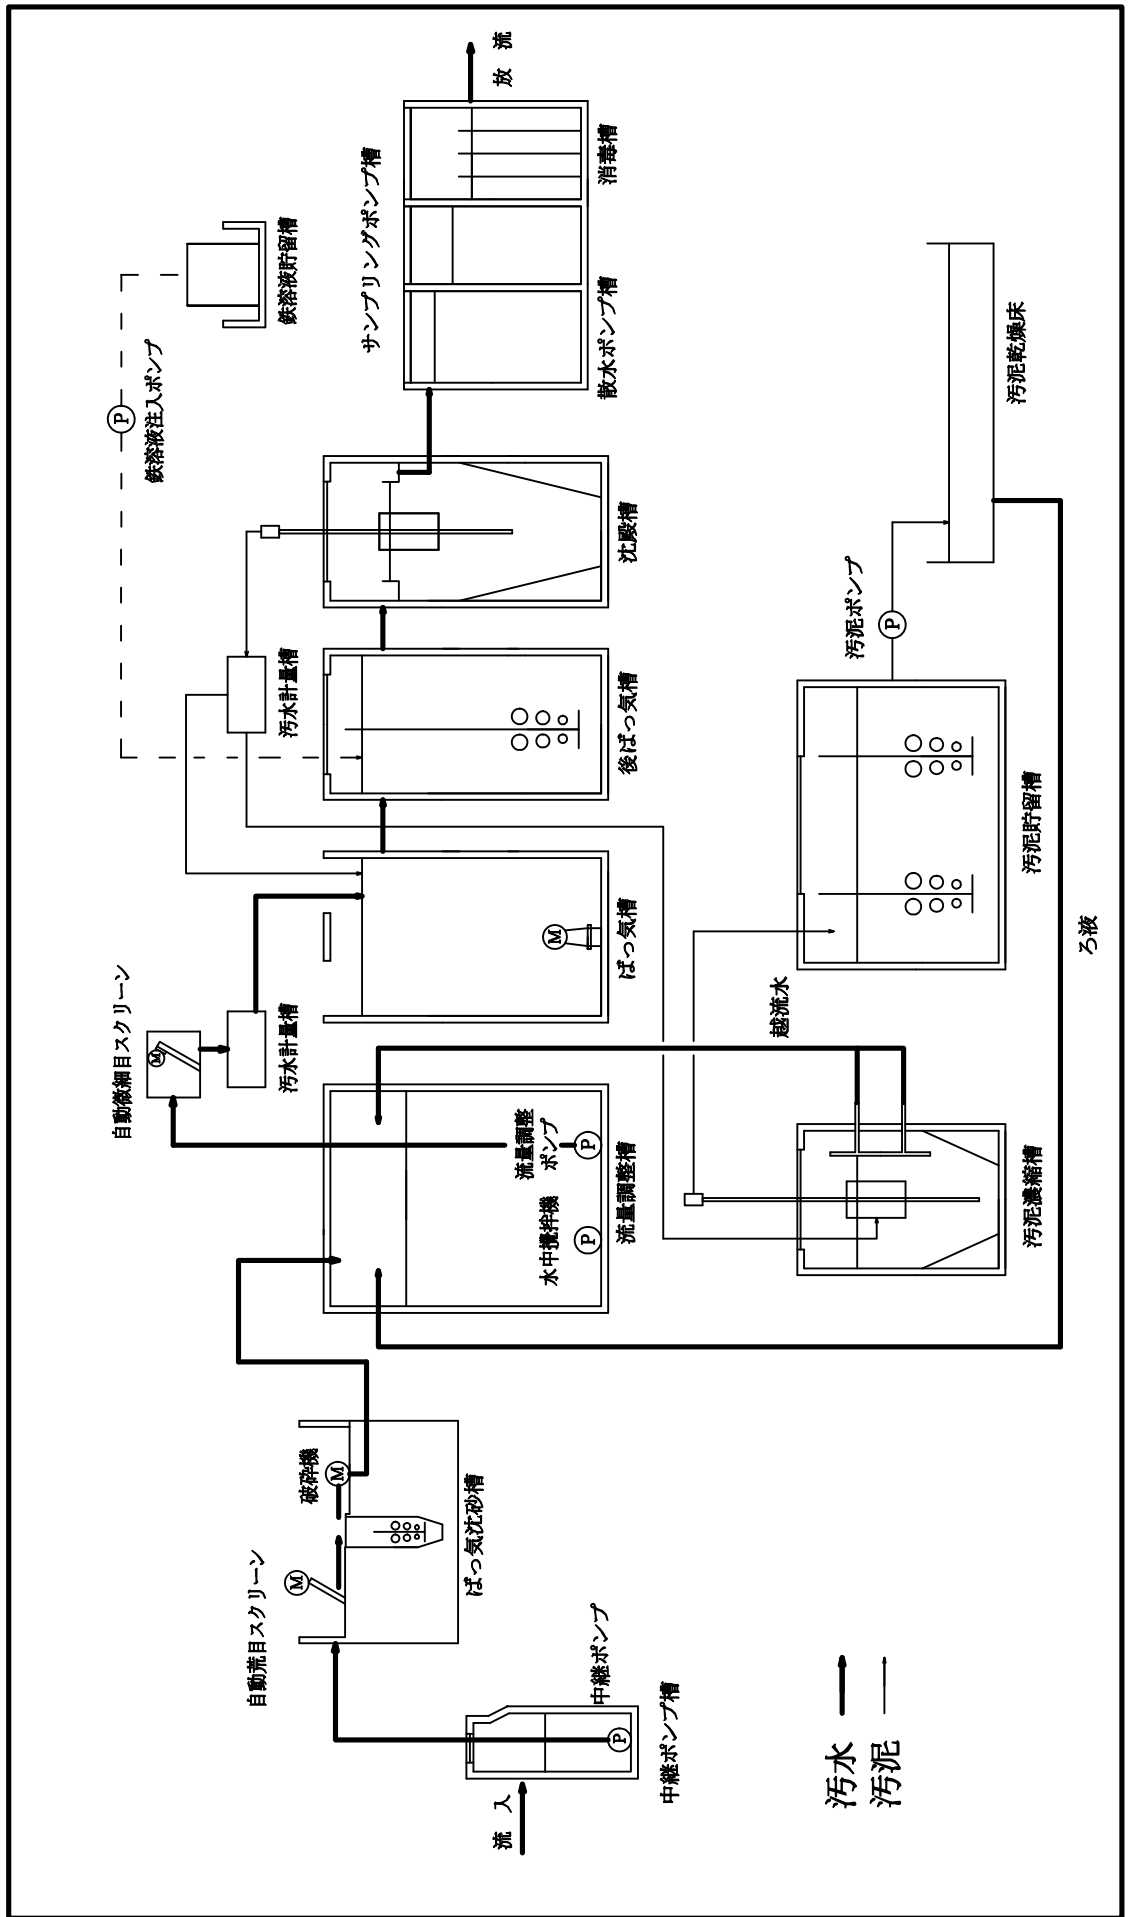 流 入
中継ポンプ
中継ポンプ槽
P
自動荒目スクリーン
M
破砕機
M
ばっ気沈砂槽
水中攪拌機
P
流量調整
ポンプ
P
流量調整槽
自動微細目スクリーン
M
汚水計量槽
M
ばっ気槽
汚水計量槽
後ばっ気槽
沈殿槽
鉄溶液注入ポンプ
P
鉄溶液貯留槽
サンプリングポンプ槽
散水ポンプ槽
消毒槽
放 流
汚泥濃縮槽
越流水
汚泥貯留槽
汚泥ポンプ
P
汚泥乾燥床
ろ液
汚水
汚泥